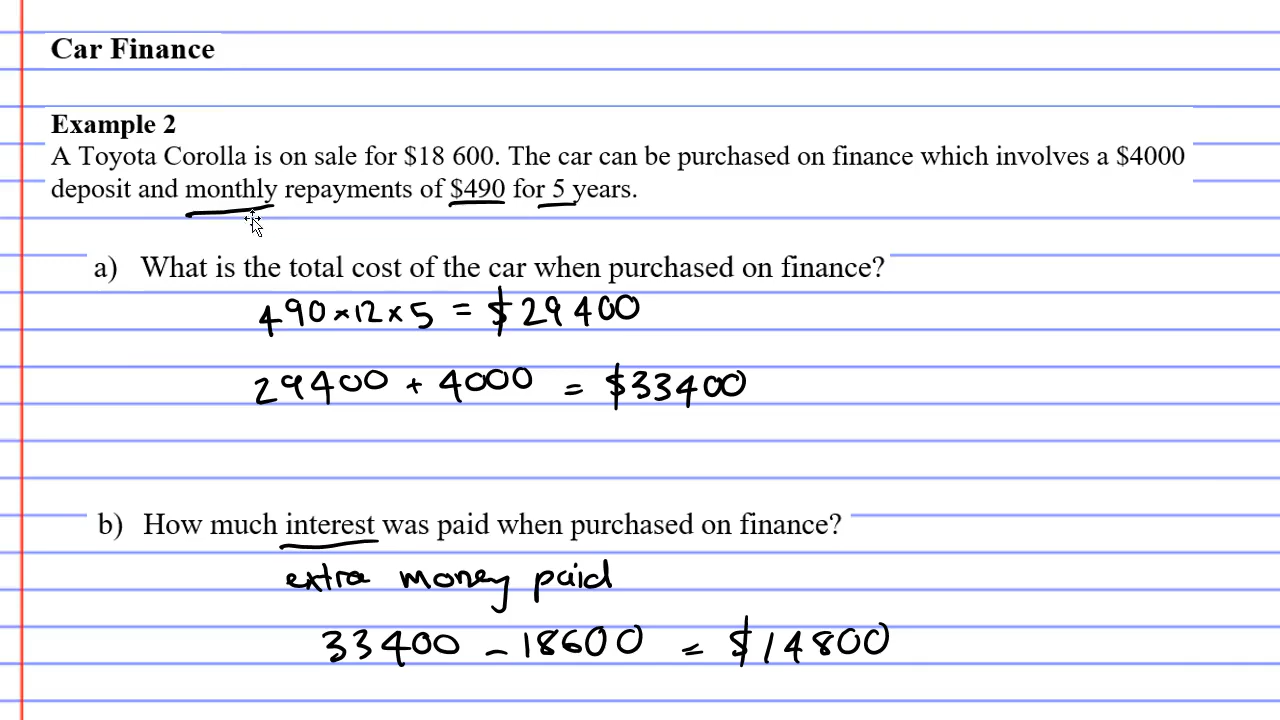 Car Finance
Example 2
A Toyota Corolla is on sale for $18 600. The car can be purchased on finance which involves a $4000
deposit and monthly repayments of $490 for 5 years.
a) What is the total cost of the car when purchased on finance?
490 × 12 × 5 = $29400
29400 + 4000 = $33400
b) How much interest was paid when purchased on finance?
extra money paid
33400 - 18600 = $14800